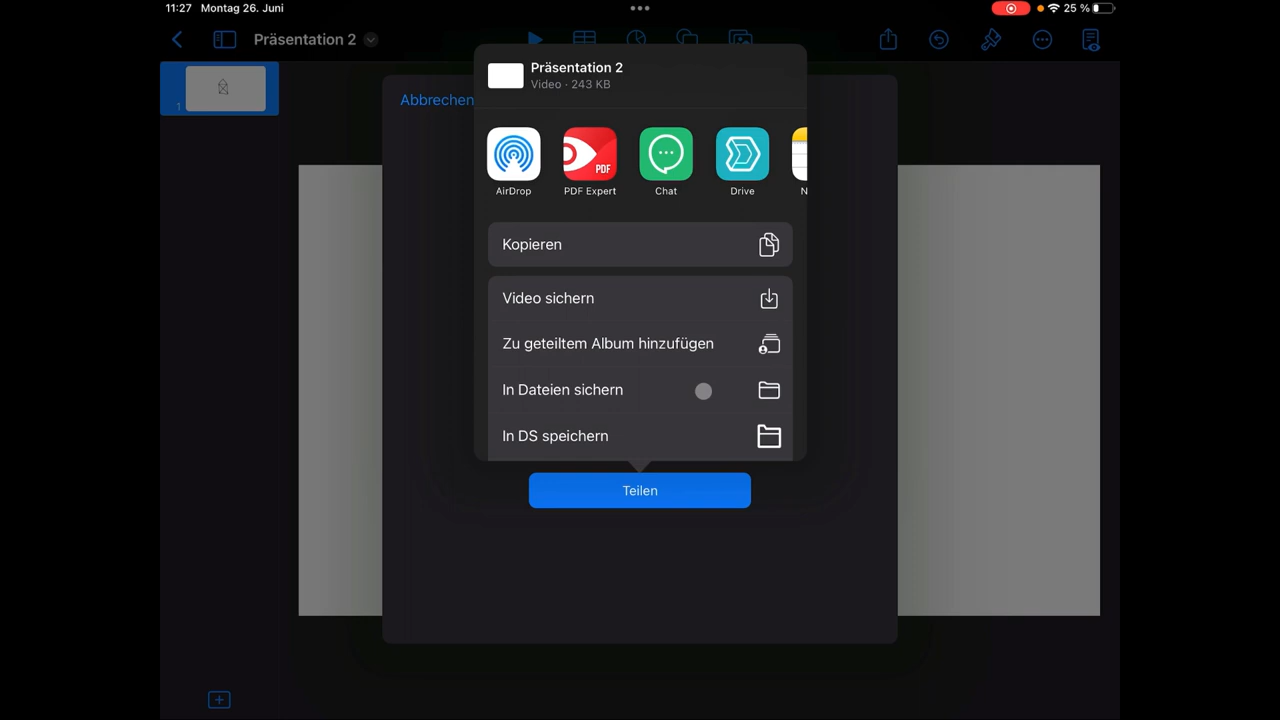 11:27 Montag 26. Juni 25 %
Präsentation 2
1
Präsentation 2
Video · 243 KB
Abbrechen
PDF
AirDrop PDF Expert Chat Drive N
Kopieren
Video sichern
Zu geteiltem Album hinzufügen
In Dateien sichern
In DS speichern
Teilen